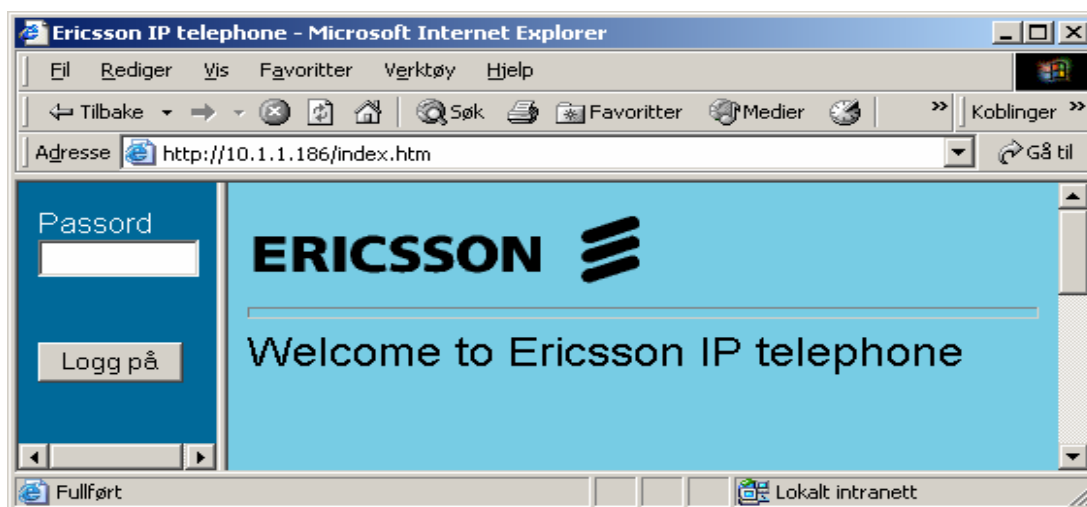 Ericsson IP telephone - Microsoft Internet Explorer
Fil Rediger Vis Favoritter Verktøy Hjelp
Tilbake Søk Favoritter Medier » Koblinger »
Adresse http://10.1.1.186/index.htm Gå til
Passord
ERICSSON
Logg på
Welcome to Ericsson IP telephone
Fullført Lokalt intranett